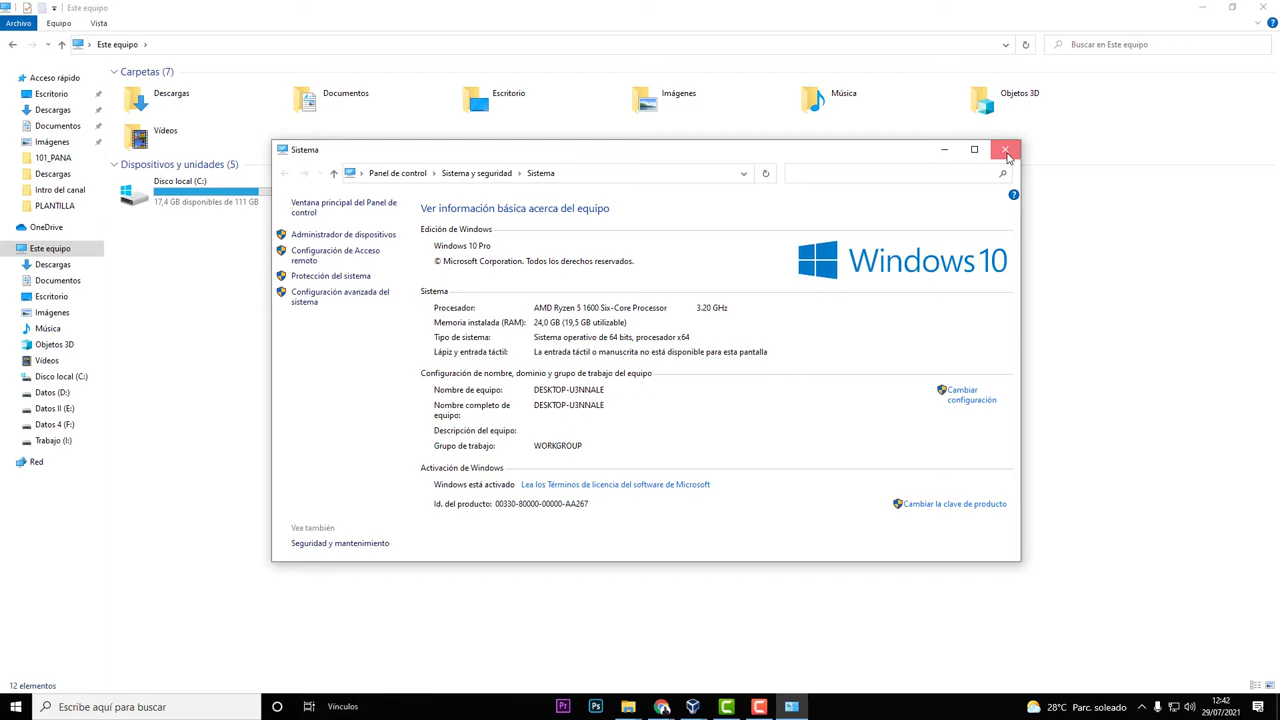 Este equipo
Archivo
Equipo
Vista
Este equipo
Buscar en Este equipo
Acceso rápido
Escritorio
Descargas
Documentos
Imágenes
101_PANA
Descargas
Intro del canal
PLANTILLA
OneDrive
Este equipo
Descargas
Documentos
Escritorio
Imágenes
Música
Objetos 3D
Vídeos
Disco local (C:)
Datos (D:)
Datos II (E:)
Datos 4 (F:)
Trabajo (I:)
Red
Carpetas (7)
Descargas
Documentos
Escritorio
Imágenes
Música
Objetos 3D
Vídeos
Dispositivos y unidades (5)
Disco local (C:)
17,4 GB disponibles de 111 GB
Sistema
Panel de control
Sistema y seguridad
Sistema
Ventana principal del Panel de
control
Administrador de dispositivos
Configuración de Acceso
remoto
Protección del sistema
Configuración avanzada del
sistema
Vea también
Seguridad y mantenimiento
Ver información básica acerca del equipo
Edición de Windows
Windows 10 Pro
© Microsoft Corporation. Todos los derechos reservados.
Windows 10
Sistema
Procesador: AMD Ryzen 5 1600 Six-Core Processor 3.20 GHz
Memoria instalada (RAM): 24,0 GB (19,5 GB utilizable)
Tipo de sistema: Sistema operativo de 64 bits, procesador x64
Lápiz y entrada táctil: La entrada táctil o manuscrita no está disponible para esta pantalla
Configuración de nombre, dominio y grupo de trabajo del equipo
Nombre de equipo: DESKTOP-U3NNALE
Cambiar
configuración
Nombre completo de DESKTOP-U3NNALE
equipo:
Descripción del equipo:
Grupo de trabajo: WORKGROUP
Activación de Windows
Windows está activado Lea los Términos de licencia del software de Microsoft
Id. del producto: 00330-80000-00000-AA267
Cambiar la clave de producto
12 elementos
Escribe aquí para buscar
Vínculos
Pr
Ps
C
C
28°C Parc. soleado
12:42
29/07/2021